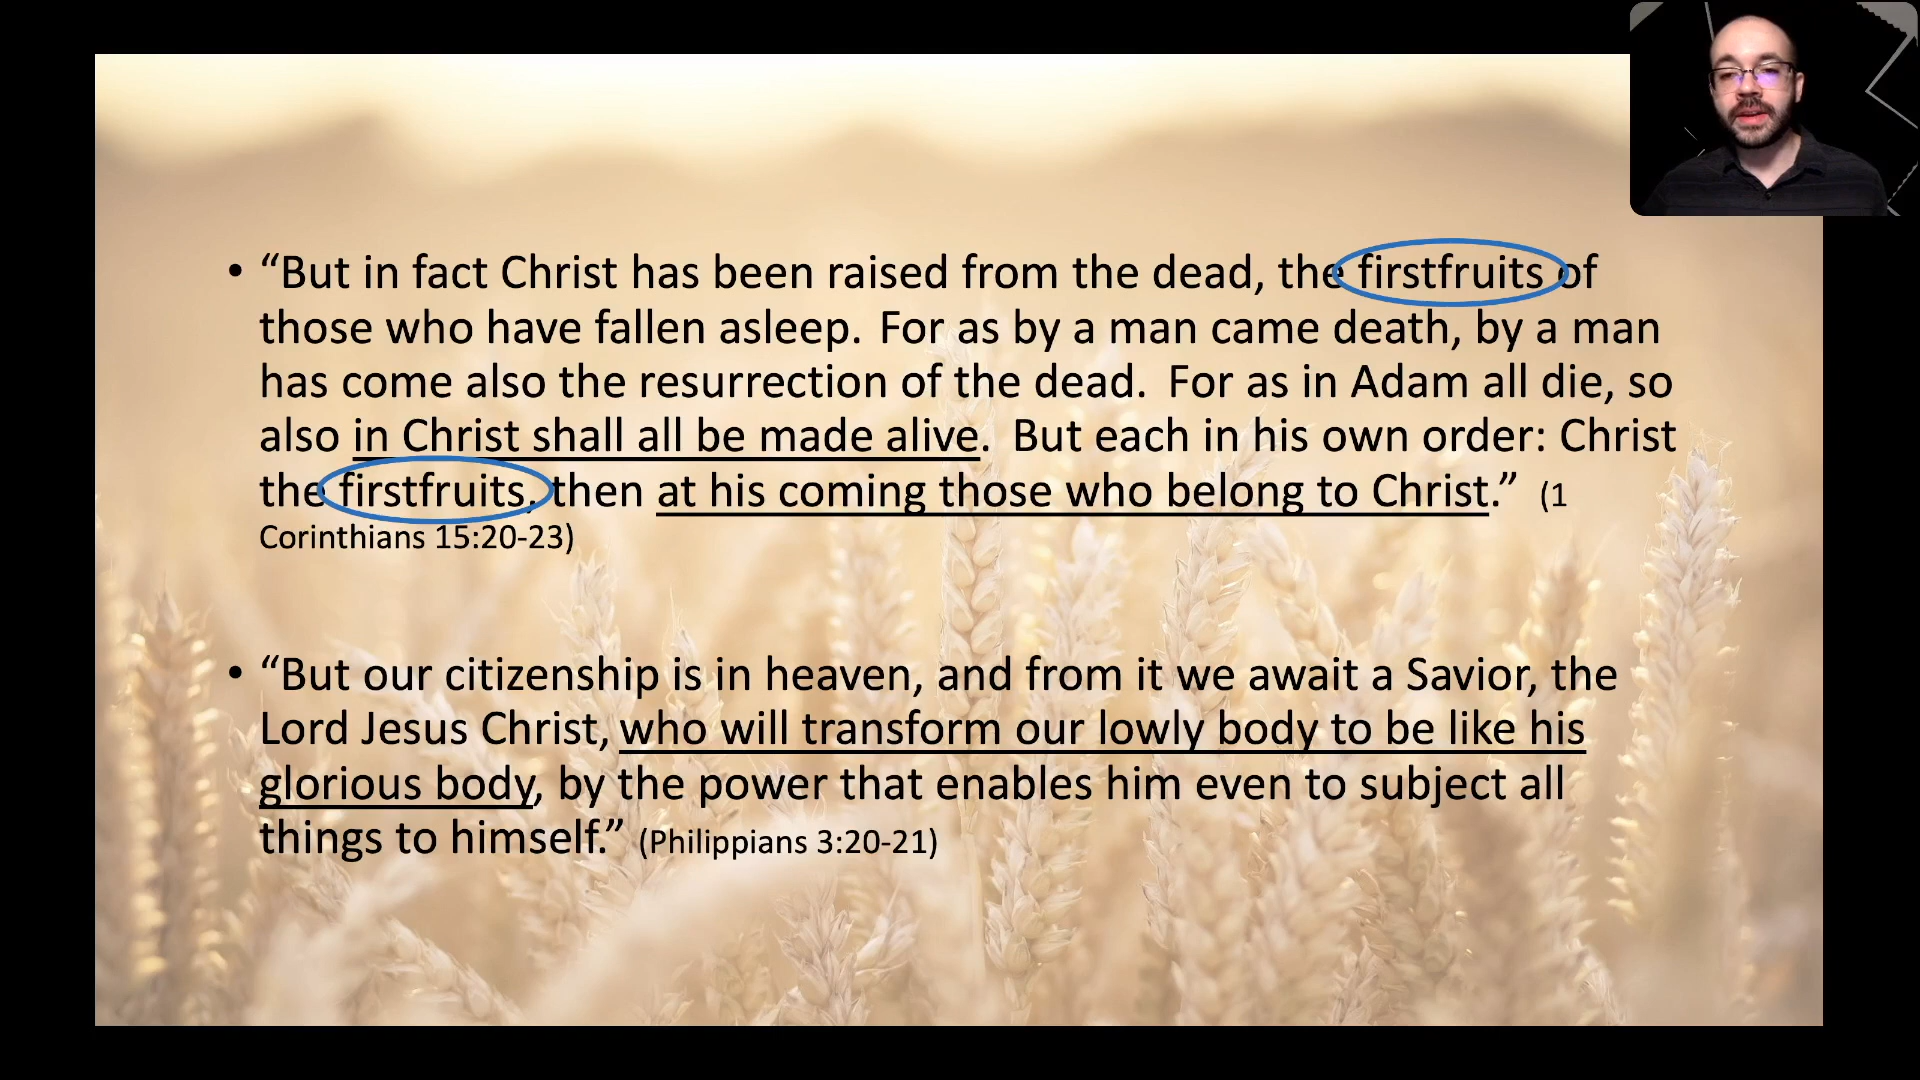 • “But in fact Christ has been raised from the dead, the firstfruits of
those who have fallen asleep. For as by a man came death, by a man
has come also the resurrection of the dead. For as in Adam all die, so
also in Christ shall all be made alive. But each in his own order: Christ
the firstfruits, then at his coming those who belong to Christ.” (1
Corinthians 15:20-23)
• “But our citizenship is in heaven, and from it we await a Savior, the
Lord Jesus Christ, who will transform our lowly body to be like his
glorious body, by the power that enables him even to subject all
things to himself.” (Philippians 3:20-21)